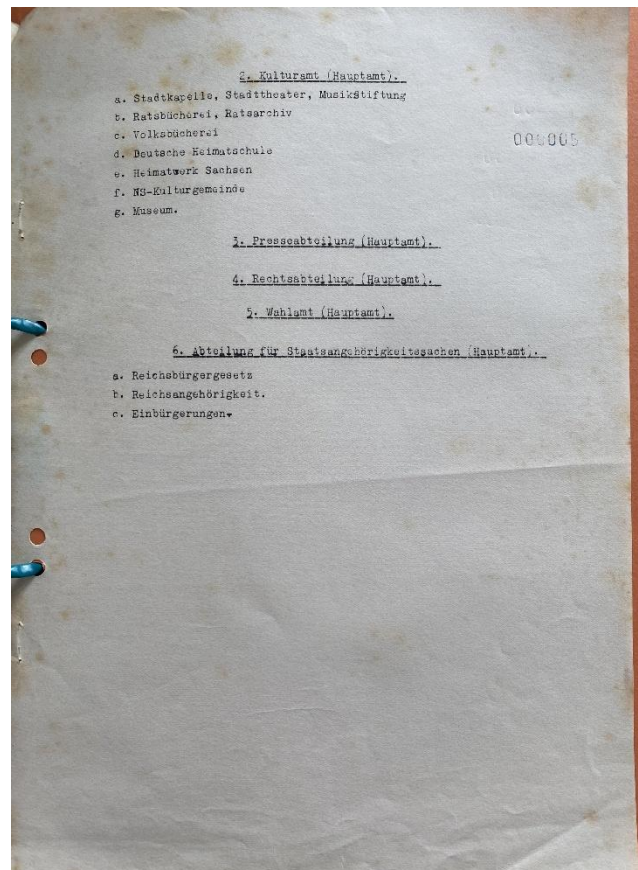 2. Kulturamt (Hauptamt).
a. Stadtkapelle, Stadttheater, MusikStiftung
b. Ratsbücherei, Ratsarchiv
c. Volksbücherei
000005
d. Deutsche Heimatschule
e. Heimatwerk Sachsen
f. NS-Kulturgemeinde
g. Museum.
3. Presseabteilung (Hauptamt).
4. Rechtsabteilung (Hauptamt).
5. Wahlamt (Hauptamt).
6. Abteilung für Staatsangehörigkeitssachen (Hauptamt).
a. Reichsbürgergesetz
b. Reichsangehörigkeit.
c. Einbürgerungen.